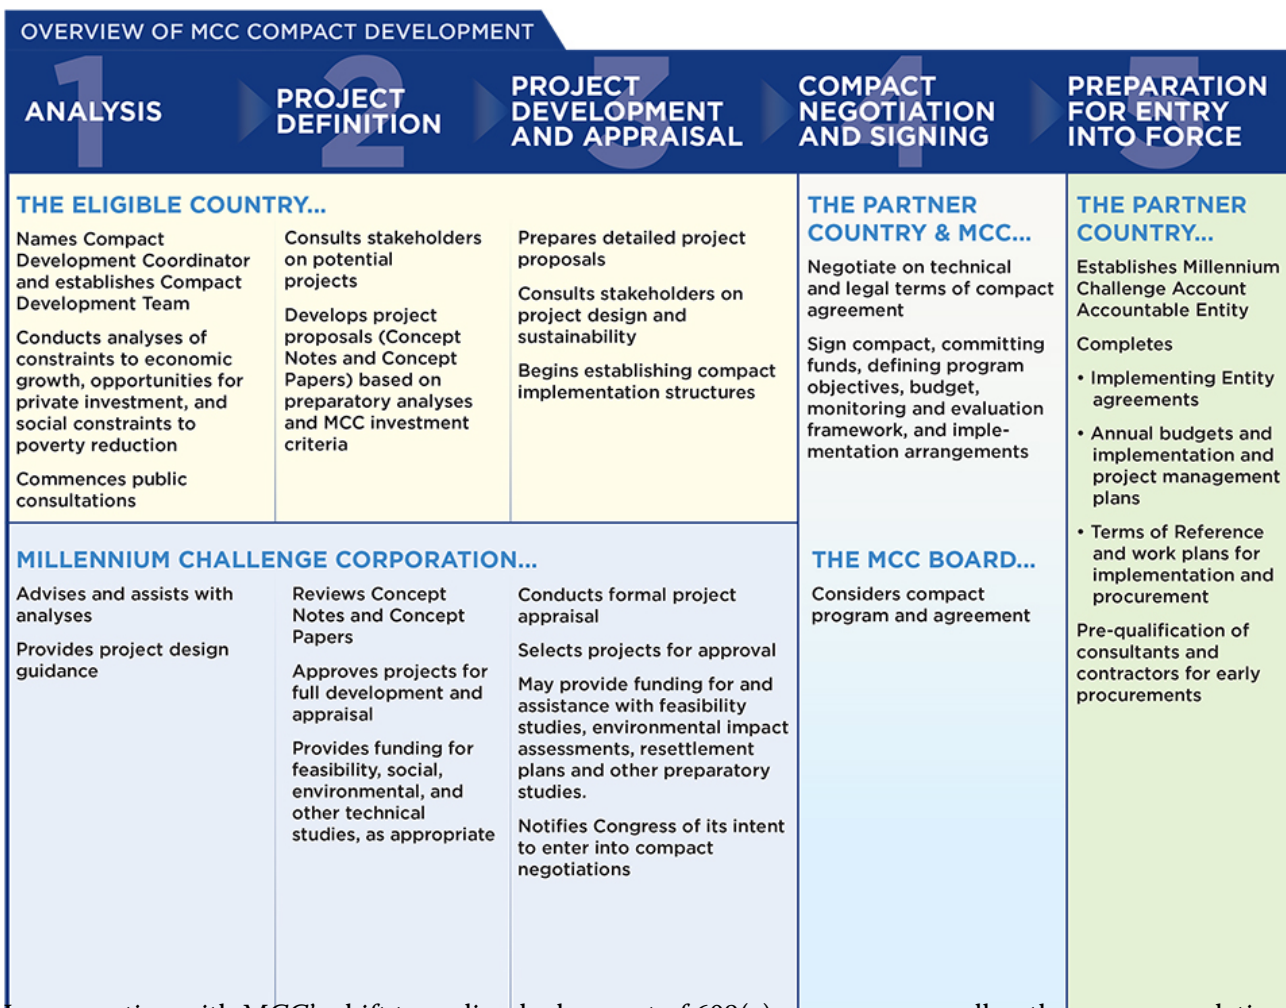 OVERVIEW OF MCC COMPACT DEVELOPMENT
1
ANALYSIS
2
PROJECT
DEFINITION
3
PROJECT
DEVELOPMENT
AND APPRAISAL
4
COMPACT
NEGOTIATION
AND SIGNING
5
PREPARATION
FOR ENTRY
INTO FORCE
THE ELIGIBLE COUNTRY...
Names Compact
Development Coordinator
and establishes Compact
Development Team
Conducts analyses of
constraints to economic
growth, opportunities for
private investment, and
social constraints to
poverty reduction
Commences public
consultations
Consults stakeholders
on potential
projects
Develops project
proposals (Concept
Notes and Concept
Papers) based on
preparatory analyses
and MCC investment
criteria
Prepares detailed project
proposals
Consults stakeholders on
project design and
sustainability
Begins establishing compact
implementation structures
MILLENNIUM CHALLENGE CORPORATION...
Advises and assists with
analyses
Provides project design
guidance
Reviews Concept
Notes and Concept
Papers
Approves projects for
full development and
appraisal
Provides funding for
feasibility, social,
environmental, and
other technical
studies, as appropriate
Conducts formal project
appraisal
Selects projects for approval
May provide funding for and
assistance with feasibility
studies, environmental impact
assessments, resettlement
plans and other preparatory
studies.
Notifies Congress of its intent
to enter into compact
negotiations
THE PARTNER
COUNTRY & MCC...
Negotiate on technical
and legal terms of compact
agreement
Sign compact, committing
funds, defining program
objectives, budget,
monitoring and evaluation
framework, and imple-
mentation arrangements
THE MCC BOARD...
Considers compact
program and agreement
THE PARTNER
COUNTRY...
Establishes Millennium
Challenge Account
Accountable Entity
Completes
• Implementing Entity
agreements
• Annual budgets and
implementation and
project management
plans
• Terms of Reference
and work plans for
implementation and
procurement
Pre-qualification of
consultants and
contractors for early
procurements